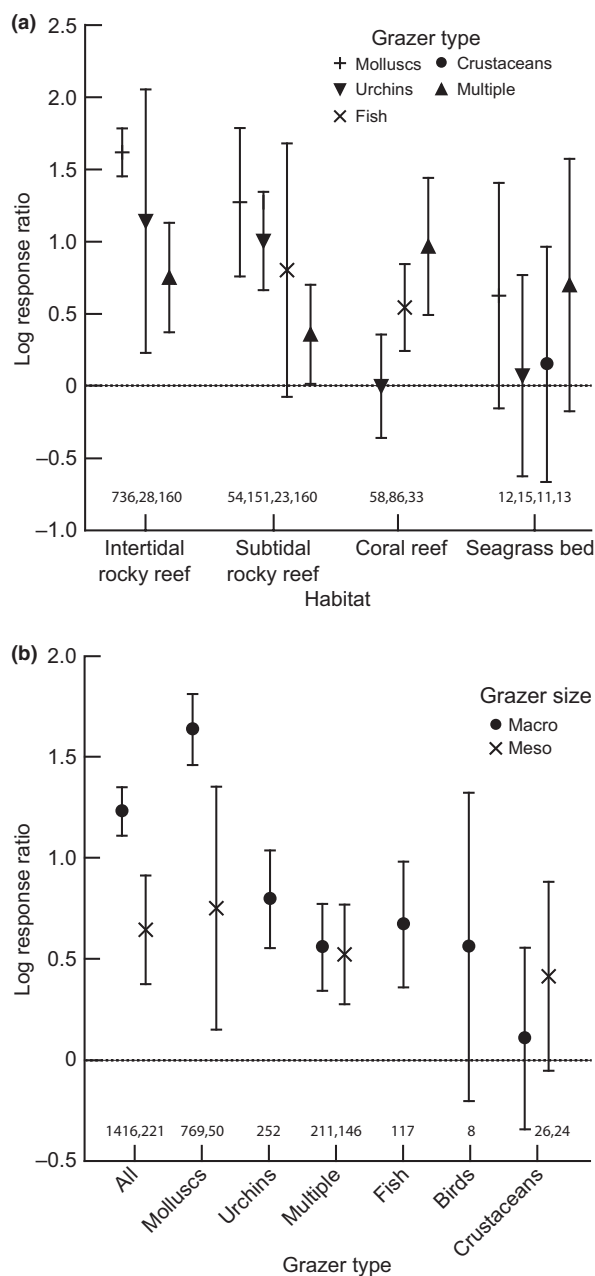 (a)
2.5
2.0
1.5
1.0
0.5
0
–0.5
–1.0
Log response ratio
Grazer type
Molluscs
Crustaceans
Urchins
Multiple
Fish
736,28,160
54,151,23,160
58,86,33
12,15,11,13
Intertidal rocky reef
Subtidal rocky reef
Coral reef
Seagrass bed
Habitat
(b)
2.0
1.5
1.0
0.5
0
–0.5
Log response ratio
Grazer size
Macro
Meso
1416,221
769,50
252
211,146
117
8
26,24
All
Molluscs
Urchins
Multiple
Fish
Birds
Crustaceans
Grazer type